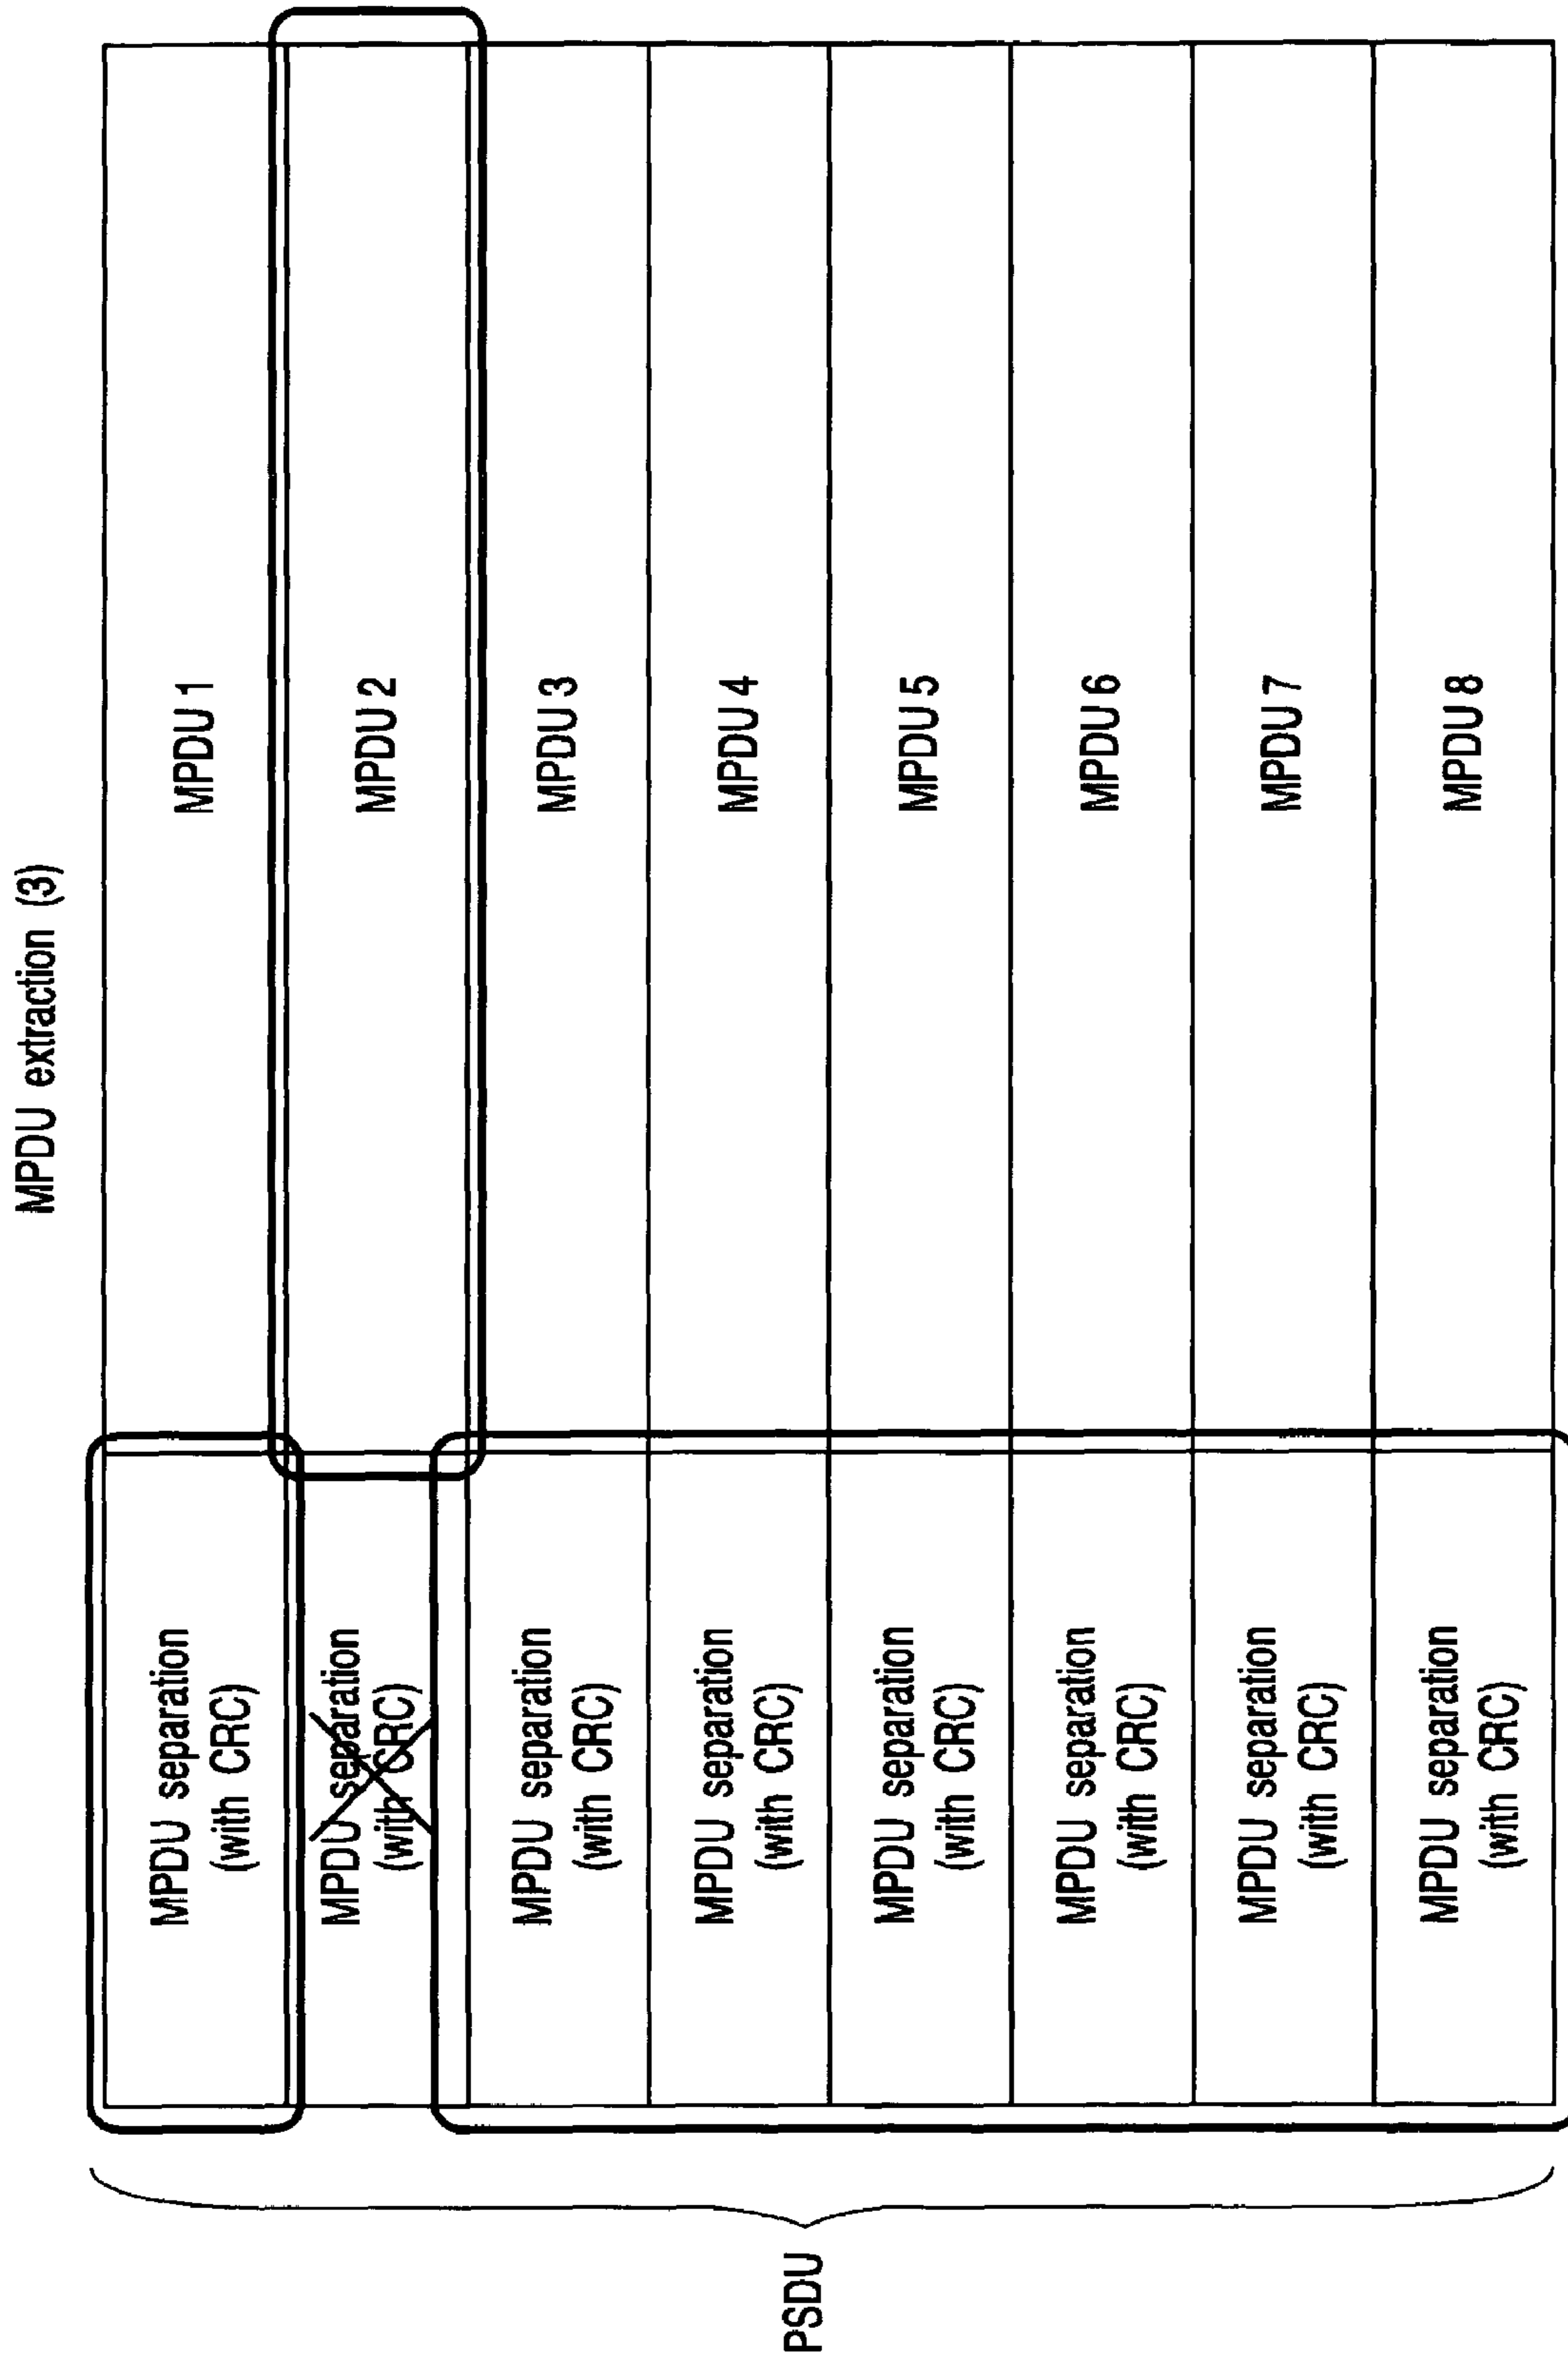 MPDU extraction (3)
PSDU
MPDU separation
(with CRC)
MPDU 1
MPDU separation
(with CRC)
MPDU 2
MPDU separation
(with CRC)
MPDU 3
MPDU separation
(with CRC)
MPDU 4
MPDU separation
(with CRC)
MPDU 5
MPDU separation
(with CRC)
MPDU 6
MPDU separation
(with CRC)
MPDU 7
MPDU separation
(with CRC)
MPDU 8